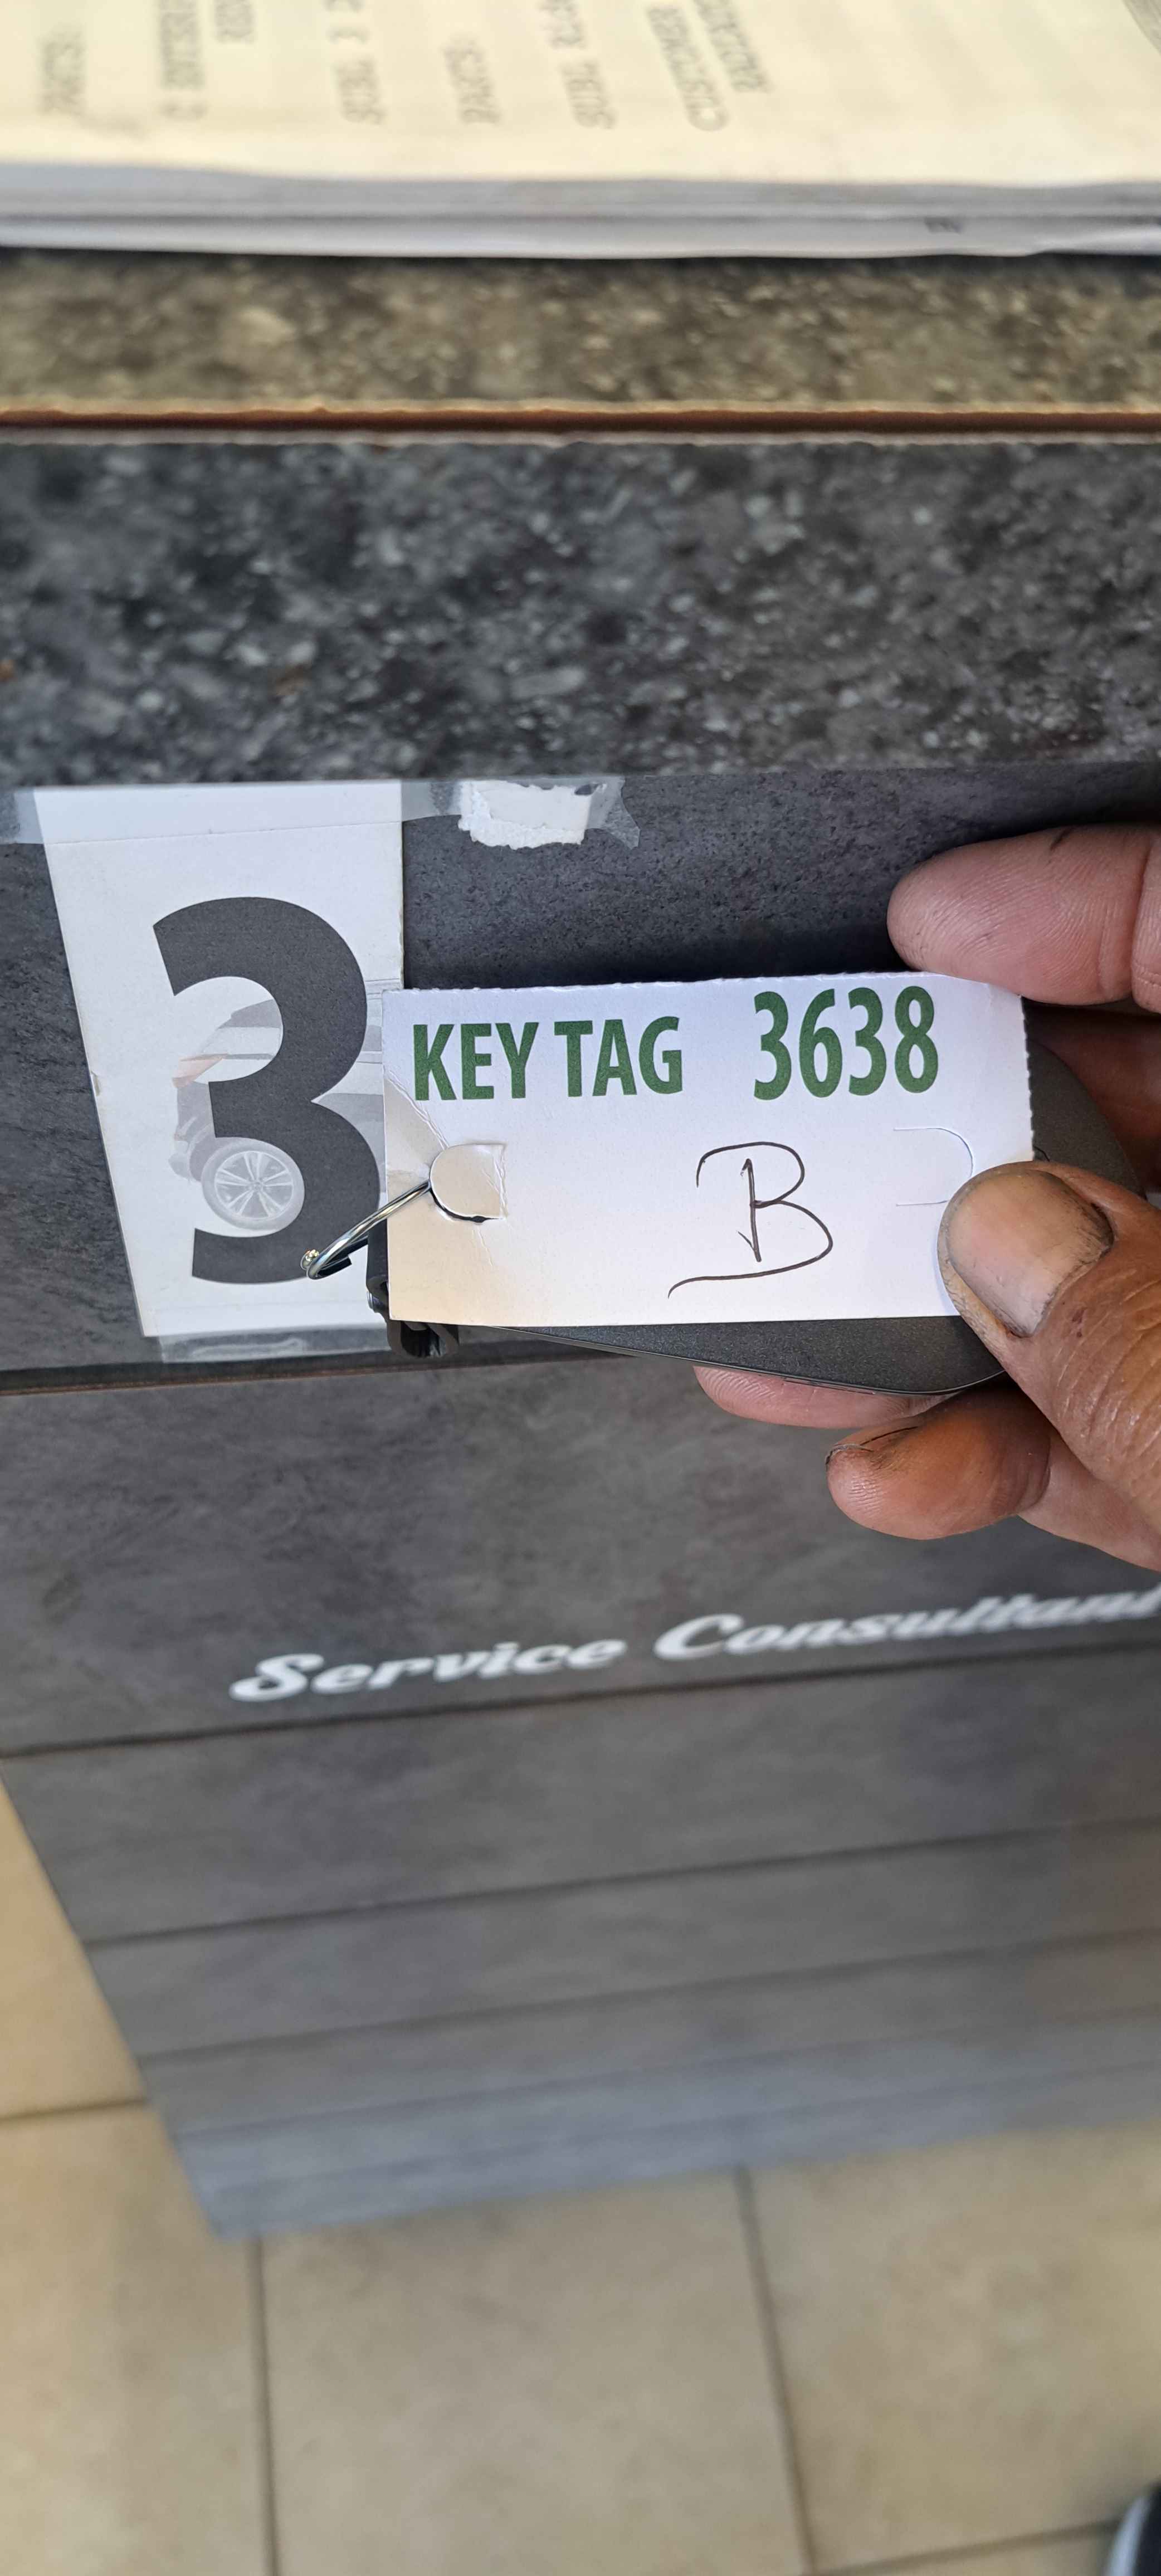 3
KEY TAG 3638
B
Service Consultant